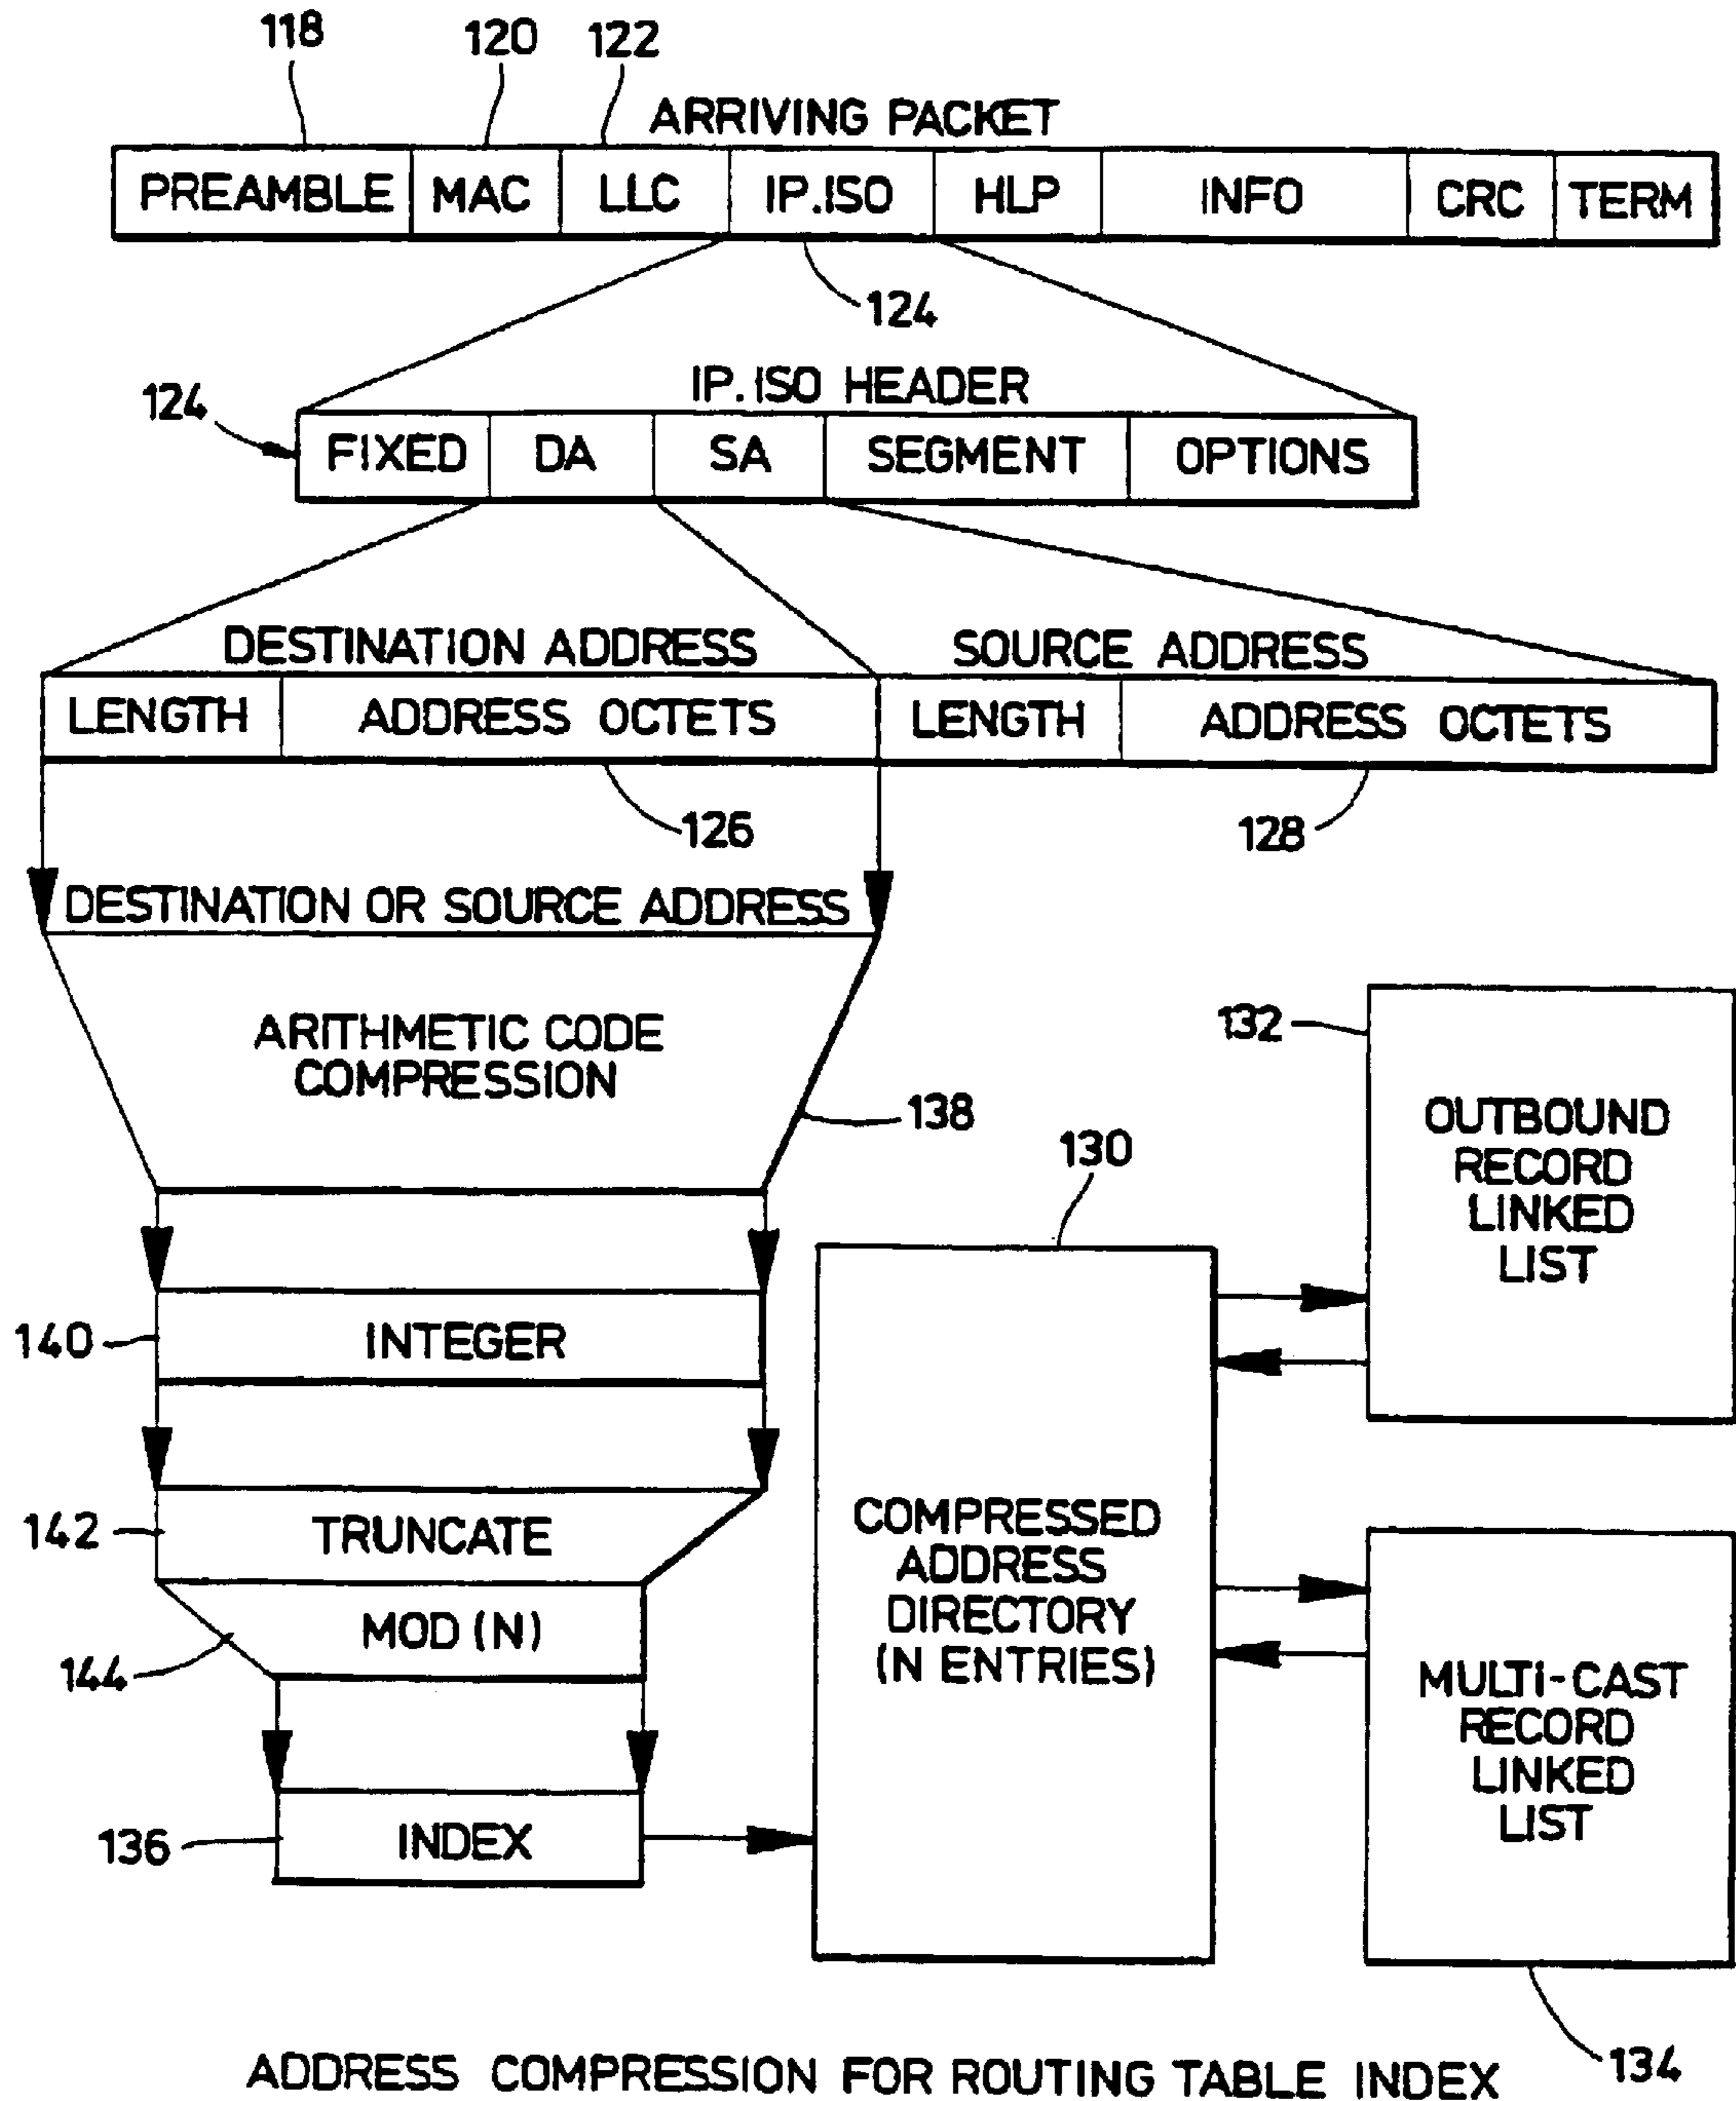 118 120 122
ARRIVING PACKET
PREAMBLE MAC LLC IP.ISO HLP INFO CRC TERM
124
IP.ISO HEADER
124
FIXED DA SA SEGMENT OPTIONS
DESTINATION ADDRESS SOURCE ADDRESS
LENGTH ADDRESS OCTETS LENGTH ADDRESS OCTETS
126 128
DESTINATION OR SOURCE ADDRESS
ARITHMETIC CODE
COMPRESSION
138
140
INTEGER
142
TRUNCATE
MOD (N)
144
136
INDEX
130
COMPRESSED
ADDRESS
DIRECTORY
(N ENTRIES)
132
OUTBOUND
RECORD
LINKED
LIST
MULTI-CAST
RECORD
LINKED
LIST
134
ADDRESS COMPRESSION FOR ROUTING TABLE INDEX